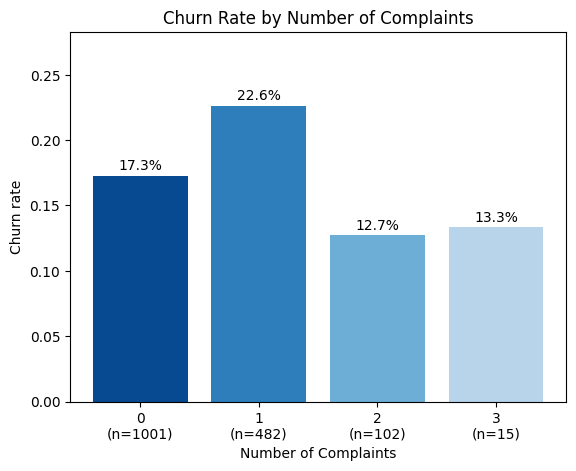 Churn Rate by Number of Complaints
Churn rate
0.25
0.20
0.15
0.10
0.05
0.00
17.3%
22.6%
12.7%
13.3%
0
(n=1001)
1
(n=482)
2
(n=102)
3
(n=15)
Number of Complaints